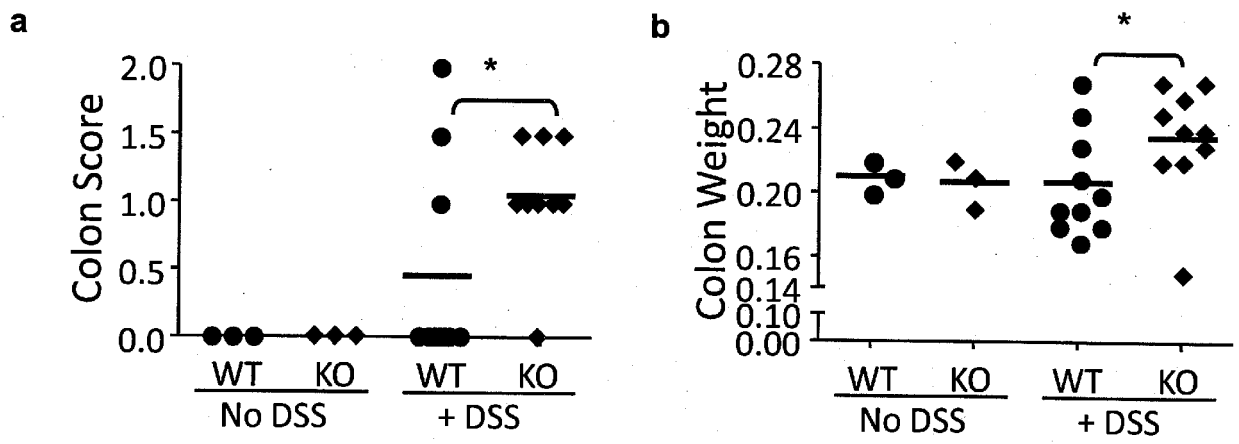 a
Colon Score
2.0
1.5
1.0
0.5
0.0
*
WT KO WT KO
No DSS + DSS
b
Colon Weight
0.28
0.24
0.20
0.16
0.14
0.10
0.00
*
WT KO WT KO
No DSS + DSS